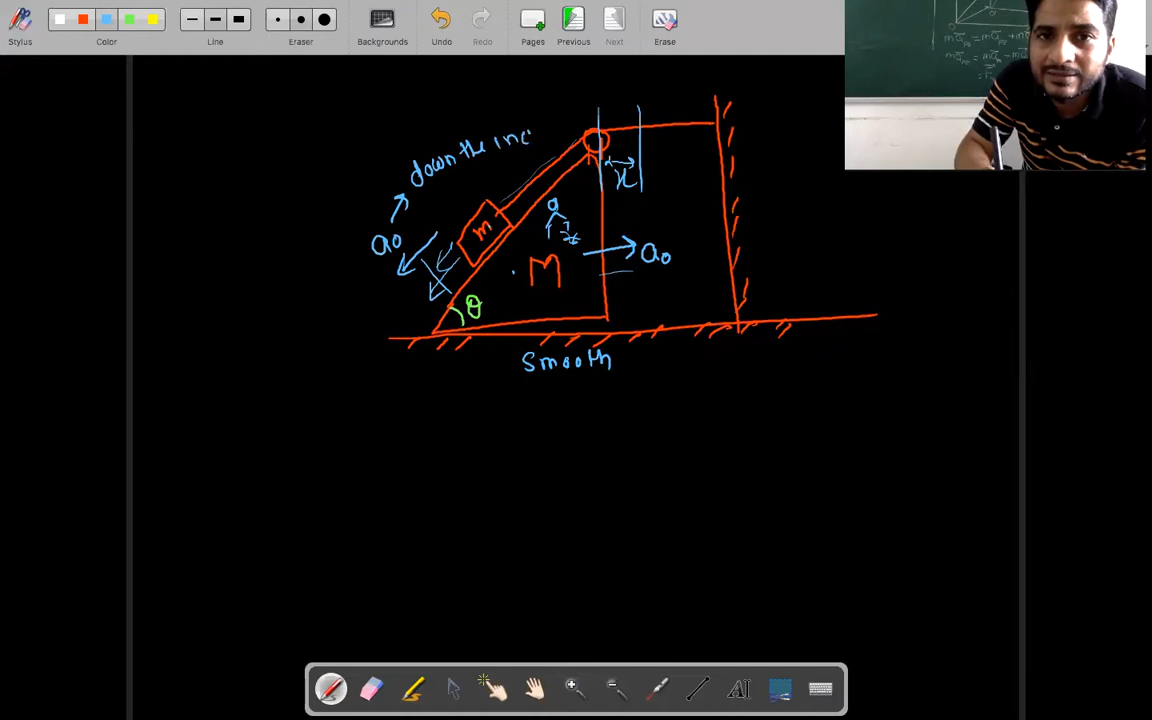 Stylus
Color
Line
Eraser
Backgrounds
Undo
Redo
Pages
Previous
Next
Erase
down the inc
x
m
a₀
a₀
M
θ
Smooth